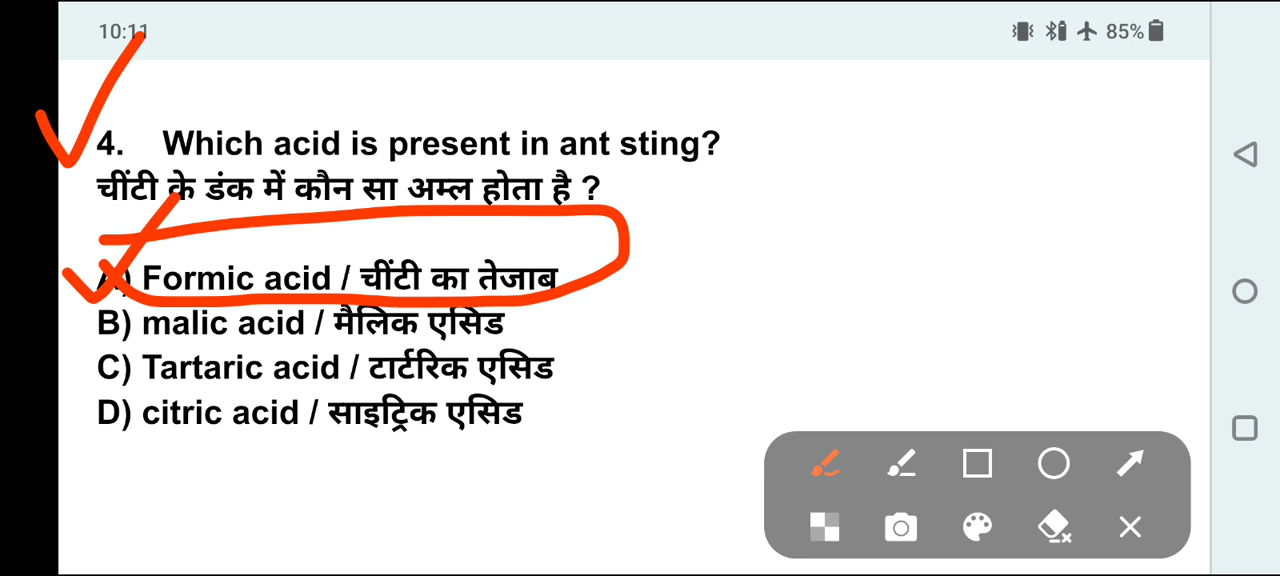 10:11 85%
4. Which acid is present in ant sting?
चींटी के डंक में कौन सा अम्ल होता है ?
A) Formic acid / चींटी का तेजाब
B) malic acid / मैलिक एसिड
C) Tartaric acid / टार्टरिक एसिड
D) citric acid / साइट्रिक एसिड